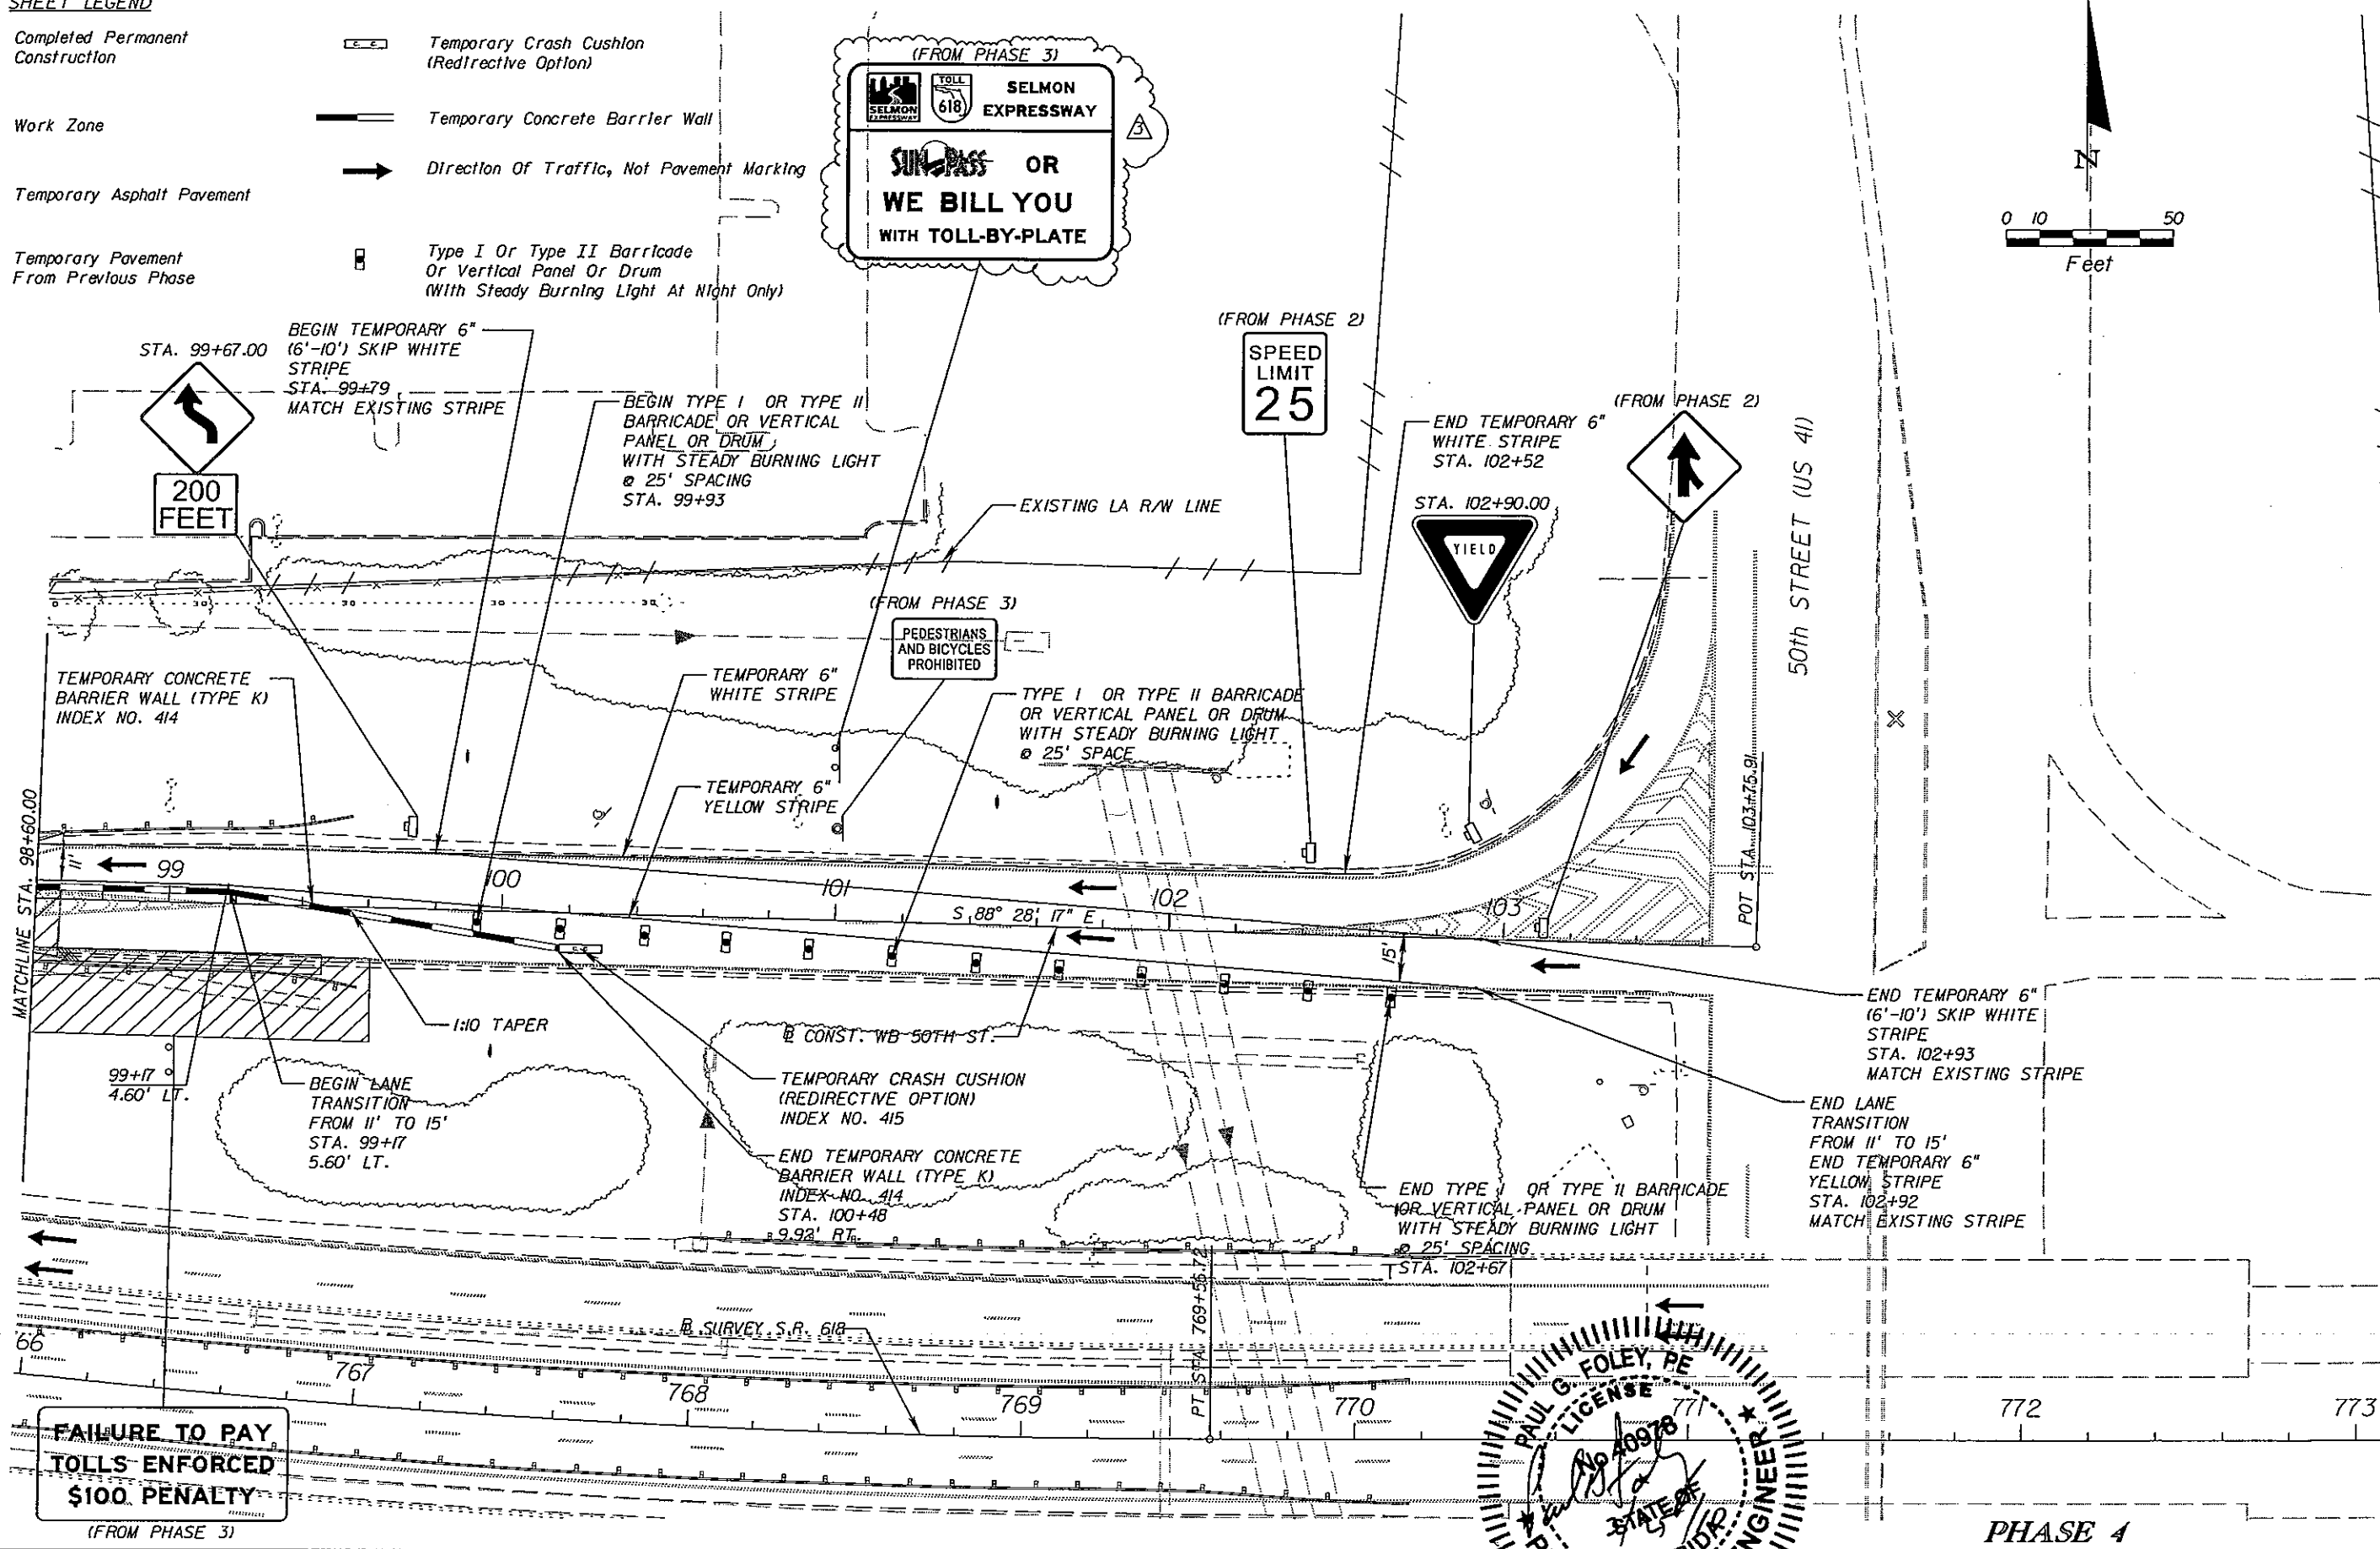 SHEET LEGEND
Completed Permanent
Construction
Work Zone
Temporary Asphalt Pavement
Temporary Pavement
From Previous Phase
Temporary Crash Cushion
(Redirective Option)
Temporary Concrete Barrier Wall
Direction Of Traffic, Not Pavement Marking
Type I Or Type II Barricade
Or Vertical Panel Or Drum
(With Steady Burning Light At Night Only)
(FROM PHASE 3)
SELMON
EXPRESSWAY
TOLL
618
SELMON
EXPRESSWAY
SUNPASS OR
WE BILL YOU
WITH TOLL-BY-PLATE
3
N
0 10 50
Feet
STA. 99+67.00
200
FEET
BEGIN TEMPORARY 6"
(6'-10') SKIP WHITE
STRIPE
STA. 99+79
MATCH EXISTING STRIPE
BEGIN TYPE I OR TYPE II
BARRICADE OR VERTICAL
PANEL OR DRUM
WITH STEADY BURNING LIGHT
@ 25' SPACING
STA. 99+93
EXISTING LA R/W LINE
(FROM PHASE 2)
SPEED
LIMIT
25
END TEMPORARY 6"
WHITE STRIPE
STA. 102+52
(FROM PHASE 2)
STA. 102+90.00
YIELD
50th STREET (US 41)
(FROM PHASE 3)
PEDESTRIANS
AND BICYCLES
PROHIBITED
TEMPORARY CONCRETE
BARRIER WALL (TYPE K)
INDEX NO. 414
TEMPORARY 6"
WHITE STRIPE
TYPE I OR TYPE II BARRICADE
OR VERTICAL PANEL OR DRUM
WITH STEADY BURNING LIGHT
@ 25' SPACE
TEMPORARY 6"
YELLOW STRIPE
MATCHLINE STA. 98+60.00
11'
99
100
101
102
103
S 88° 28' 17" E
15'
POT STA. 103+75.91
1:10 TAPER
99+17
4.60' LT.
BEGIN LANE
TRANSITION
FROM 11' TO 15'
STA. 99+17
5.60' LT.
℄ CONST. WB 50TH ST.
TEMPORARY CRASH CUSHION
(REDIRECTIVE OPTION)
INDEX NO. 415
END TEMPORARY CONCRETE
BARRIER WALL (TYPE K)
INDEX NO. 414
STA. 100+48
9.92' RT.
END TEMPORARY 6"
(6'-10') SKIP WHITE
STRIPE
STA. 102+93
MATCH EXISTING STRIPE
END LANE
TRANSITION
FROM 11' TO 15'
END TEMPORARY 6"
YELLOW STRIPE
STA. 102+92
MATCH EXISTING STRIPE
END TYPE I OR TYPE II BARRICADE
OR VERTICAL PANEL OR DRUM
WITH STEADY BURNING LIGHT
@ 25' SPACING
STA. 102+67
℄ SURVEY S.R. 618
66
767
768
769
770
771
772
773
FAILURE TO PAY
TOLLS ENFORCED
$100 PENALTY
(FROM PHASE 3)
PAUL G. FOLEY, PE
LICENSE
No 40978
STATE OF
ENGINEER
PHASE 4